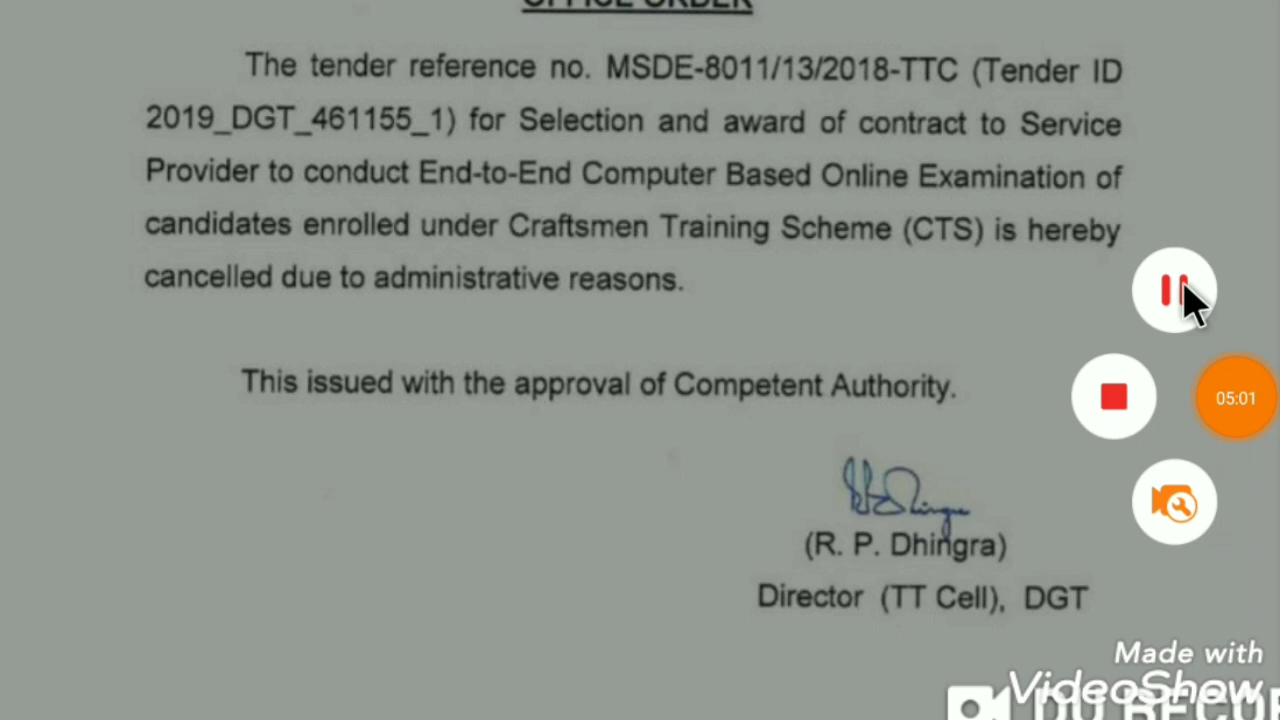 OFFICE ORDER
The tender reference no. MSDE-8011/13/2018-TTC (Tender ID
2019_DGT_461155_1) for Selection and award of contract to Service
Provider to conduct End-to-End Computer Based Online Examination of
candidates enrolled under Craftsmen Training Scheme (CTS) is hereby
cancelled due to administrative reasons.
This issued with the approval of Competent Authority.
05:01
(R. P. Dhingra)
Director (TT Cell), DGT
Made with
VideoShow